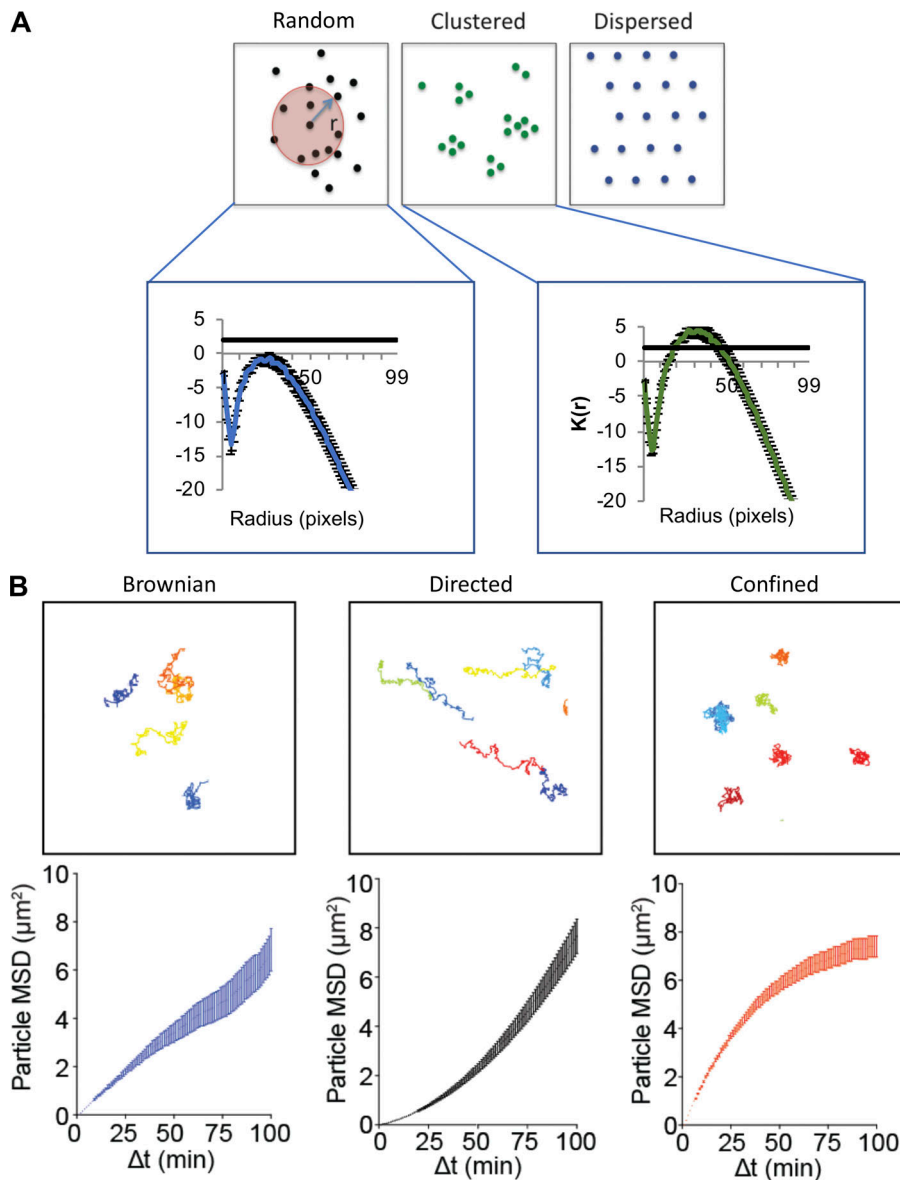 A
Random Clustered Dispersed
r
5
0
-5
-10
-15
-20
50 99
Radius (pixels)
K(r)
5
0
-5
-10
-15
-20
50 99
Radius (pixels)
B
Brownian Directed Confined
Particle MSD (µm²)
10
8
6
4
2
0
0 25 50 75 100
Δt (min)
Particle MSD (µm²)
10
8
6
4
2
0
0 25 50 75 100
Δt (min)
Particle MSD (µm²)
10
8
6
4
2
0
0 25 50 75 100
Δt (min)